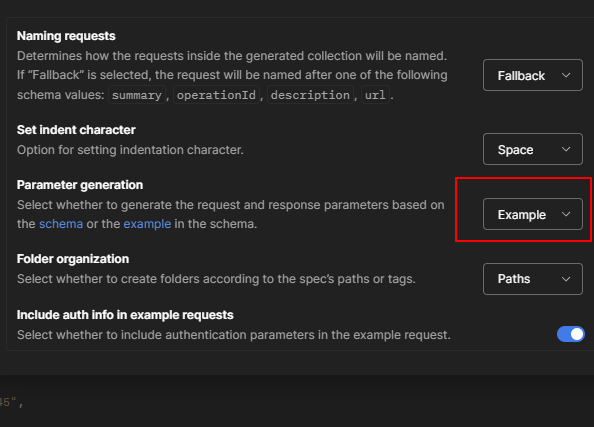 Naming requests
Determines how the requests inside the generated collection will be named.
If “Fallback” is selected, the request will be named after one of the following
schema values: summary, operationId, description, url.
Fallback
Set indent character
Option for setting indentation character.
Space
Parameter generation
Select whether to generate the request and response parameters based on
the schema or the example in the schema.
Example
Folder organization
Select whether to create folders according to the spec’s paths or tags.
Paths
Include auth info in example requests
Select whether to include authentication parameters in the example request.
45",